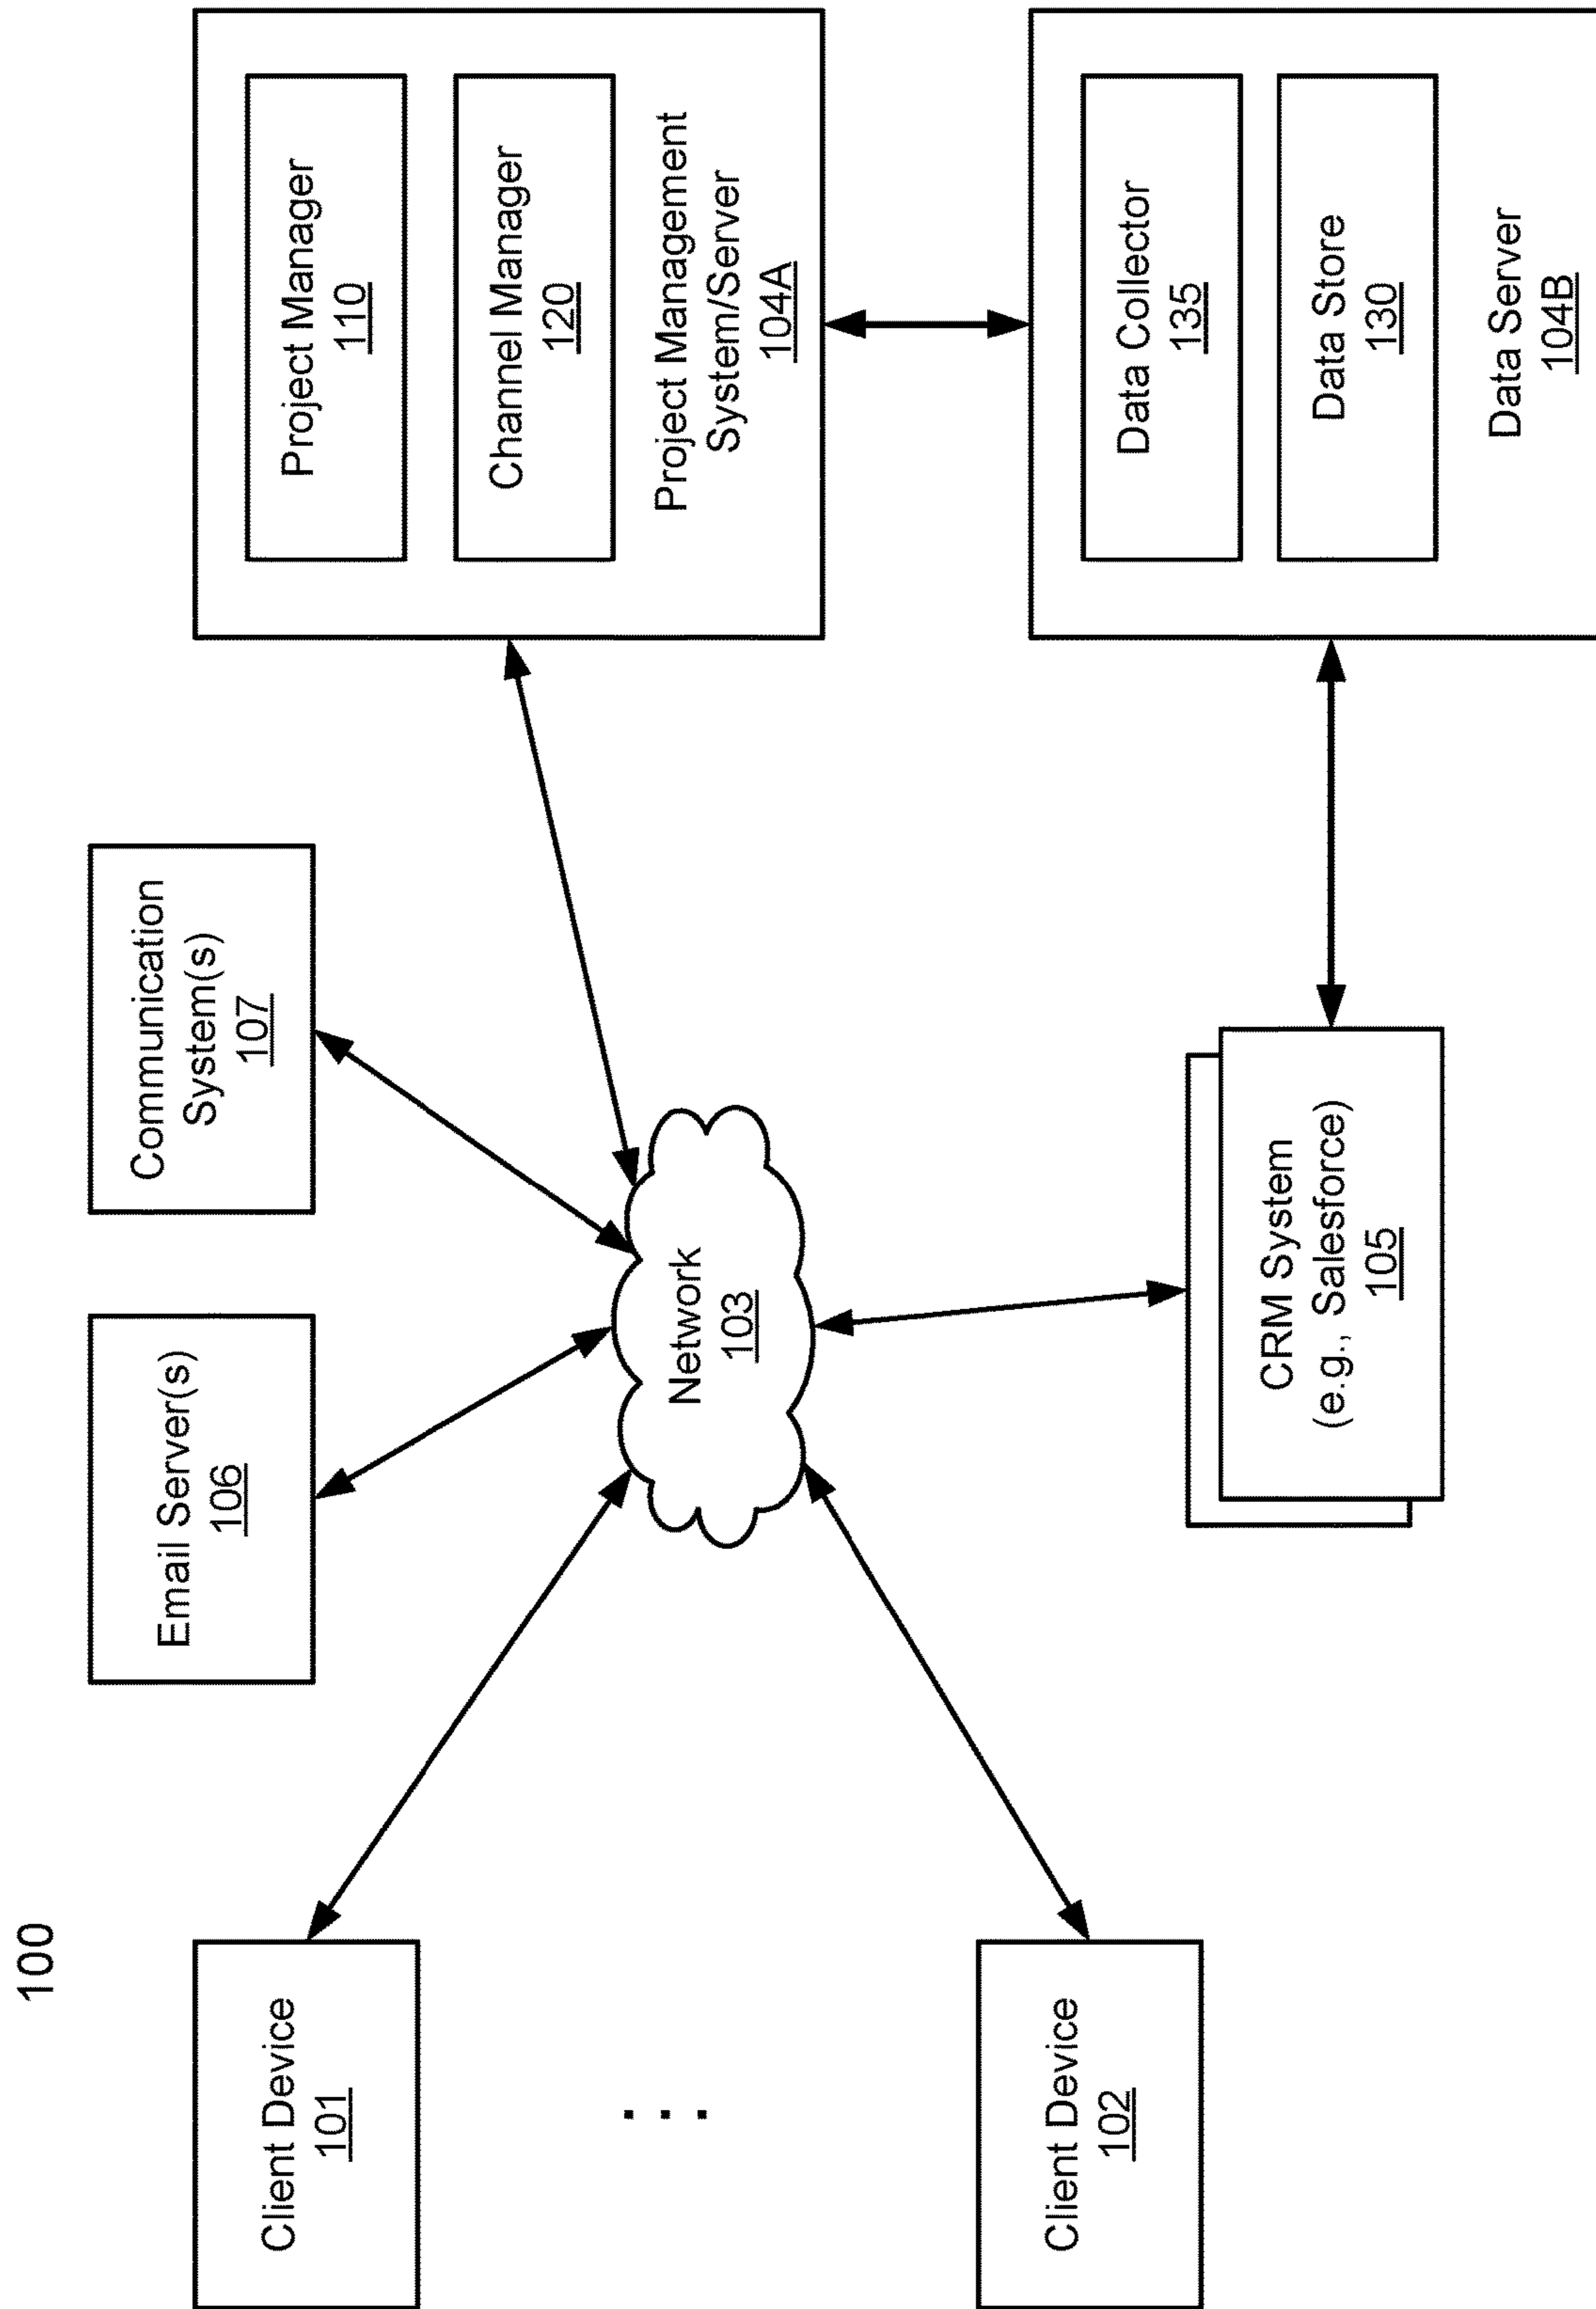 100
Email Server(s)
106
Communication
System(s)
107
Client Device
101
. . .
Client Device
102
Network
103
CRM System
(e.g., Salesforce)
105
Project Manager
110
Channel Manager
120
Project Management
System/Server
104A
Data Collector
135
Data Store
130
Data Server
104B